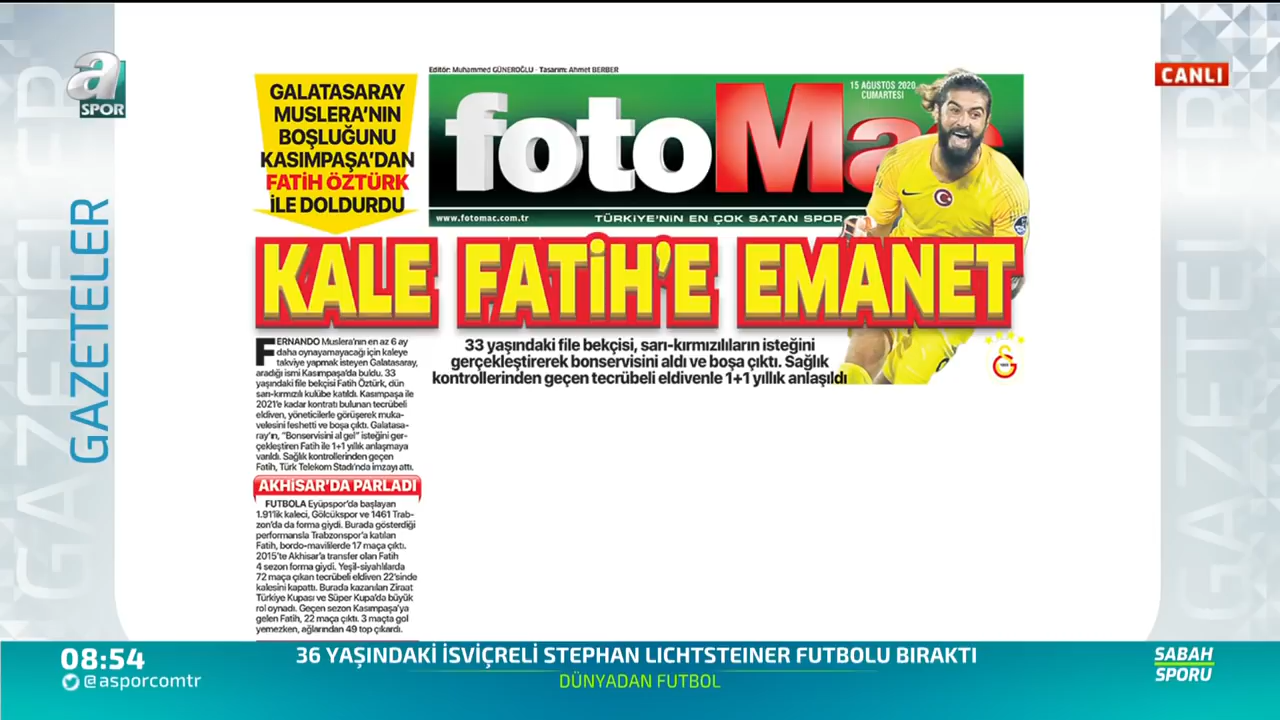 a
SPOR
CANLI
GAZETELER
GAZETELER
GAZETELER
Editör: Muhammed GÜNEROĞLU - Tasarım: Ahmet BERBER
GALATASARAY
MUSLERA'NIN
BOŞLUĞUNU
KASIMPAŞA'DAN
FATİH ÖZTÜRK
İLE DOLDURDU
15 AĞUSTOS 2020
CUMARTESİ
fotoMaç
www.fotomac.com.tr
TÜRKİYE'NİN EN ÇOK SATAN SPOR
KALE FATİH'E EMANET
33 yaşındaki file bekçisi, sarı-kırmızılıların isteğini
gerçekleştirerek bonservisini aldı ve boşa çıktı. Sağlık
kontrollerinden geçen tecrübeli eldivenle 1+1 yıllık anlaşıldı
FERNANDO Muslera'nın en az 6 ay
daha oynayamayacağı için kaleye
takviye yapmak isteyen Galatasaray,
aradığı ismi Kasımpaşa'da buldu. 33
yaşındaki file bekçisi Fatih Öztürk, dün
sarı-kırmızılı kulübe katıldı. Kasımpaşa ile
2021'e kadar kontratı bulunan tecrübeli
eldiven, yöneticilerle görüşerek muka-
velesini feshetti ve boşa çıktı. Galatasa-
ray'ın, "Bonservisini al gel" isteğini ger-
çekleştiren Fatih ile 1+1 yıllık anlaşmaya
varıldı. Sağlık kontrollerinden geçen
Fatih, Türk Telekom Stadı'nda imzayı attı.
AKHİSAR'DA PARLADI
FUTBOLA Eyüpspor'da başlayan
1.91'lik kaleci, Gölcükspor ve 1461 Trab-
zon'da da forma giydi. Burada gösterdiği
performansla Trabzonspor'a katılan
Fatih, bordo-mavililerde 17 maça çıktı.
2015'te Akhisar'a transfer olan Fatih
4 sezon forma giydi. Yeşil-siyahlılarda
72 maça çıkan tecrübeli eldiven 22'sinde
kalesini kapattı. Burada kazanılan Ziraat
Türkiye Kupası ve Süper Kupa'da büyük
rol oynadı. Geçen sezon Kasımpaşa'ya
gelen Fatih, 22 maça çıktı. 3 maçta gol
yemezken, ağlarından 49 top çıkardı.
08:54
@asporcomtr
36 YAŞINDAKİ İSVİÇRELİ STEPHAN LICHTSTEINER FUTBOLU BIRAKTI
DÜNYADAN FUTBOL
SABAH
SPORU